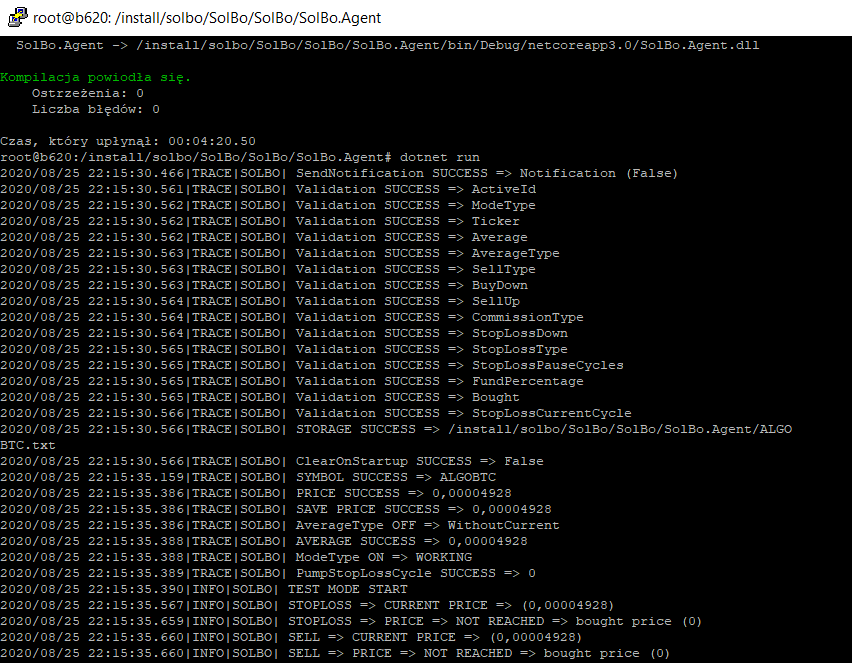 root@b620: /install/solbo/SolBo/SolBo/SolBo.Agent
SolBo.Agent -> /install/solbo/SolBo/SolBo/SolBo.Agent/bin/Debug/netcoreapp3.0/SolBo.Agent.dll
Kompilacja powiodła się.
Ostrzeżenia: 0
Liczba błędów: 0
Czas, który upłynął: 00:04:20.50
root@b620:/install/solbo/SolBo/SolBo/SolBo.Agent# dotnet run
2020/08/25 22:15:30.466|TRACE|SOLBO| SendNotification SUCCESS => Notification (False)
2020/08/25 22:15:30.561|TRACE|SOLBO| Validation SUCCESS => ActiveId
2020/08/25 22:15:30.562|TRACE|SOLBO| Validation SUCCESS => ModeType
2020/08/25 22:15:30.562|TRACE|SOLBO| Validation SUCCESS => Ticker
2020/08/25 22:15:30.562|TRACE|SOLBO| Validation SUCCESS => Average
2020/08/25 22:15:30.563|TRACE|SOLBO| Validation SUCCESS => AverageType
2020/08/25 22:15:30.563|TRACE|SOLBO| Validation SUCCESS => SellType
2020/08/25 22:15:30.563|TRACE|SOLBO| Validation SUCCESS => BuyDown
2020/08/25 22:15:30.564|TRACE|SOLBO| Validation SUCCESS => SellUp
2020/08/25 22:15:30.564|TRACE|SOLBO| Validation SUCCESS => CommissionType
2020/08/25 22:15:30.564|TRACE|SOLBO| Validation SUCCESS => StopLossDown
2020/08/25 22:15:30.565|TRACE|SOLBO| Validation SUCCESS => StopLossType
2020/08/25 22:15:30.565|TRACE|SOLBO| Validation SUCCESS => StopLossPauseCycles
2020/08/25 22:15:30.565|TRACE|SOLBO| Validation SUCCESS => FundPercentage
2020/08/25 22:15:30.565|TRACE|SOLBO| Validation SUCCESS => Bought
2020/08/25 22:15:30.566|TRACE|SOLBO| Validation SUCCESS => StopLossCurrentCycle
2020/08/25 22:15:30.566|TRACE|SOLBO| STORAGE SUCCESS => /install/solbo/SolBo/SolBo/SolBo.Agent/ALGO
BTC.txt
2020/08/25 22:15:30.566|TRACE|SOLBO| ClearOnStartup SUCCESS => False
2020/08/25 22:15:35.159|TRACE|SOLBO| SYMBOL SUCCESS => ALGOBTC
2020/08/25 22:15:35.386|TRACE|SOLBO| PRICE SUCCESS => 0,00004928
2020/08/25 22:15:35.386|TRACE|SOLBO| SAVE PRICE SUCCESS => 0,00004928
2020/08/25 22:15:35.386|TRACE|SOLBO| AverageType OFF => WithoutCurrent
2020/08/25 22:15:35.388|TRACE|SOLBO| AVERAGE SUCCESS => 0,00004928
2020/08/25 22:15:35.388|TRACE|SOLBO| ModeType ON => WORKING
2020/08/25 22:15:35.389|TRACE|SOLBO| PumpStopLossCycle SUCCESS => 0
2020/08/25 22:15:35.390|INFO|SOLBO| TEST MODE START
2020/08/25 22:15:35.567|INFO|SOLBO| STOPLOSS => CURRENT PRICE => (0,00004928)
2020/08/25 22:15:35.659|INFO|SOLBO| STOPLOSS => PRICE => NOT REACHED => bought price (0)
2020/08/25 22:15:35.660|INFO|SOLBO| SELL => CURRENT PRICE => (0,00004928)
2020/08/25 22:15:35.660|INFO|SOLBO| SELL => PRICE => NOT REACHED => bought price (0)